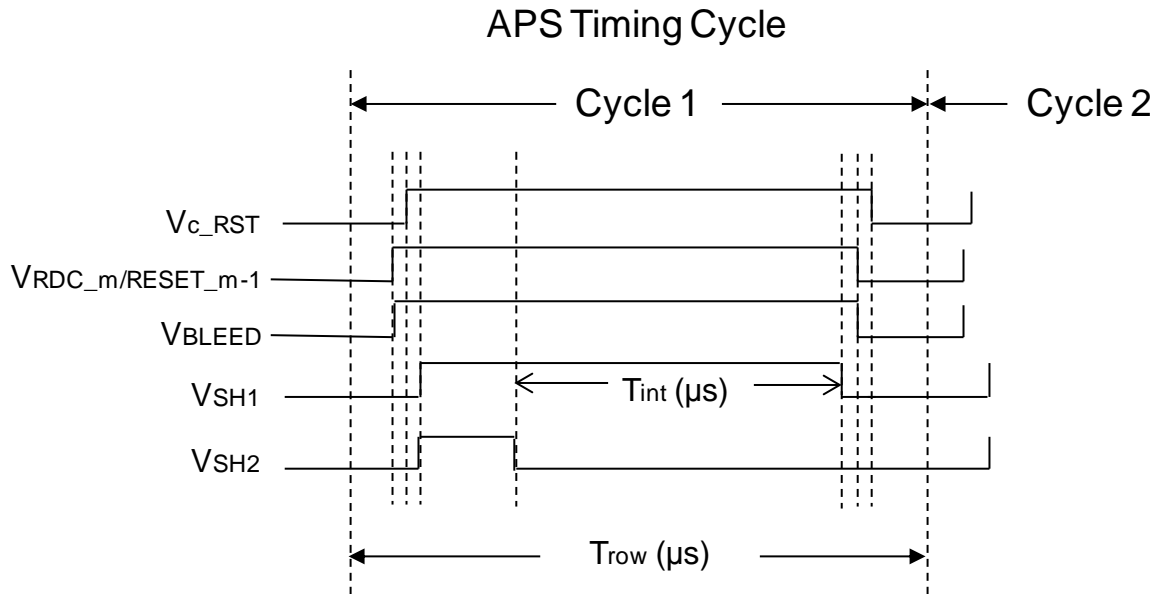 APS Timing Cycle
Cycle 1
Cycle 2
Vc_RST
VRDC_m/RESET_m-1
VBLEED
VSH1
Tint (µs)
VSH2
Trow (µs)